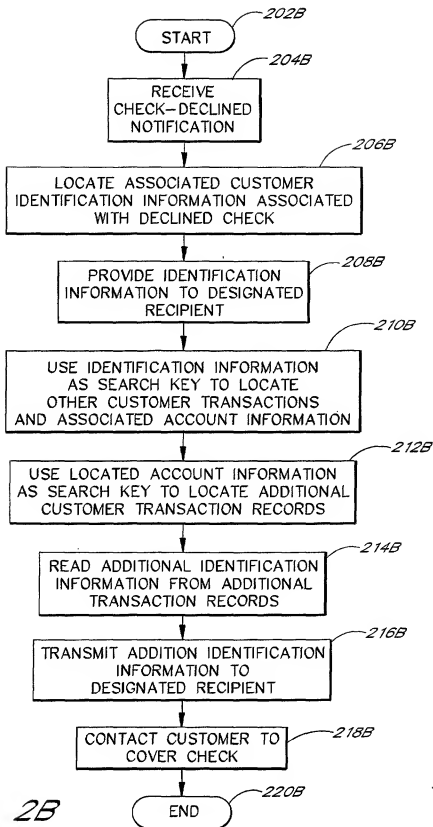 202B
START
204B
RECEIVE
CHECK-DECLINED
NOTIFICATION
206B
LOCATE ASSOCIATED CUSTOMER
IDENTIFICATION INFORMATION ASSOCIATED
WITH DECLINED CHECK
208B
PROVIDE IDENTIFICATION
INFORMATION TO DESIGNATED
RECIPIENT
210B
USE IDENTIFICATION INFORMATION
AS SEARCH KEY TO LOCATE
OTHER CUSTOMER TRANSACTIONS
AND ASSOCIATED ACCOUNT INFORMATION
212B
USE LOCATED ACCOUNT INFORMATION
AS SEARCH KEY TO LOCATE ADDITIONAL
CUSTOMER TRANSACTION RECORDS
214B
READ ADDITIONAL IDENTIFICATION
INFORMATION FROM ADDITIONAL
TRANSACTION RECORDS
216B
TRANSMIT ADDITION IDENTIFICATION
INFORMATION TO
DESIGNATED RECIPIENT
218B
CONTACT CUSTOMER TO
COVER CHECK
220B
END
2B